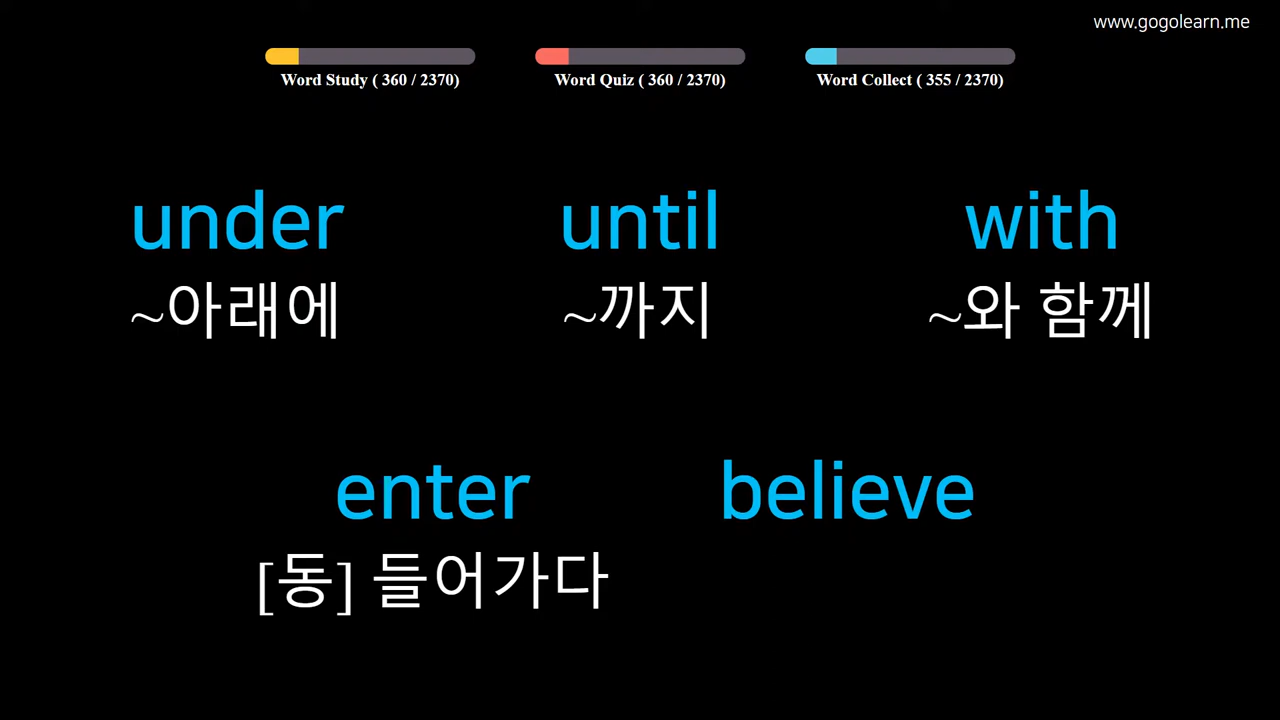 www.gogolearn.me
Word Study ( 360 / 2370)
Word Quiz ( 360 / 2370)
Word Collect ( 355 / 2370)
under
until
with
~아래에
~까지
~와 함께
enter
believe
[동] 들어가다